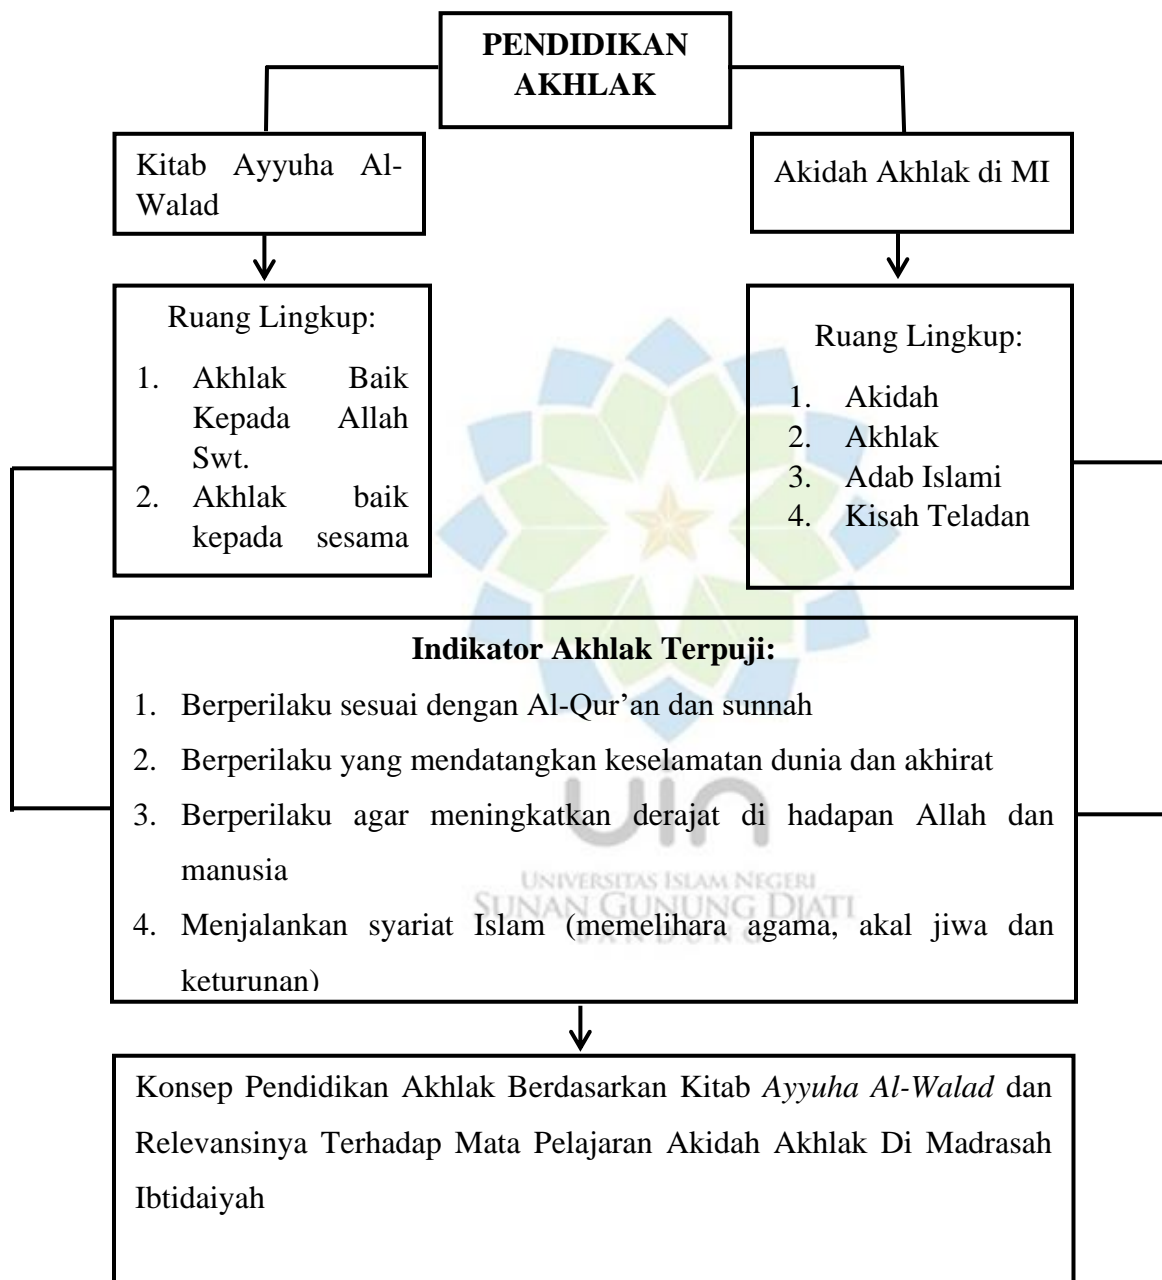 PENDIDIKAN
AKHLAK
Kitab Ayyuha Al-
Walad
Akidah Akhlak di MI
Ruang Lingkup:
1. Akhlak Baik
Kepada Allah
Swt.
2. Akhlak baik
kepada sesama
Ruang Lingkup:
1. Akidah
2. Akhlak
3. Adab Islami
4. Kisah Teladan
Indikator Akhlak Terpuji:
1. Berperilaku sesuai dengan Al-Qur’an dan sunnah
2. Berperilaku yang mendatangkan keselamatan dunia dan akhirat
3. Berperilaku agar meningkatkan derajat di hadapan Allah dan
manusia
4. Menjalankan syariat Islam (memelihara agama, akal jiwa dan
keturunan)
uin
UNIVERSITAS ISLAM NEGERI
SUNAN GUNUNG DJATI
BANDUNG
Konsep Pendidikan Akhlak Berdasarkan Kitab Ayyuha Al-Walad dan
Relevansinya Terhadap Mata Pelajaran Akidah Akhlak Di Madrasah
Ibtidaiyah